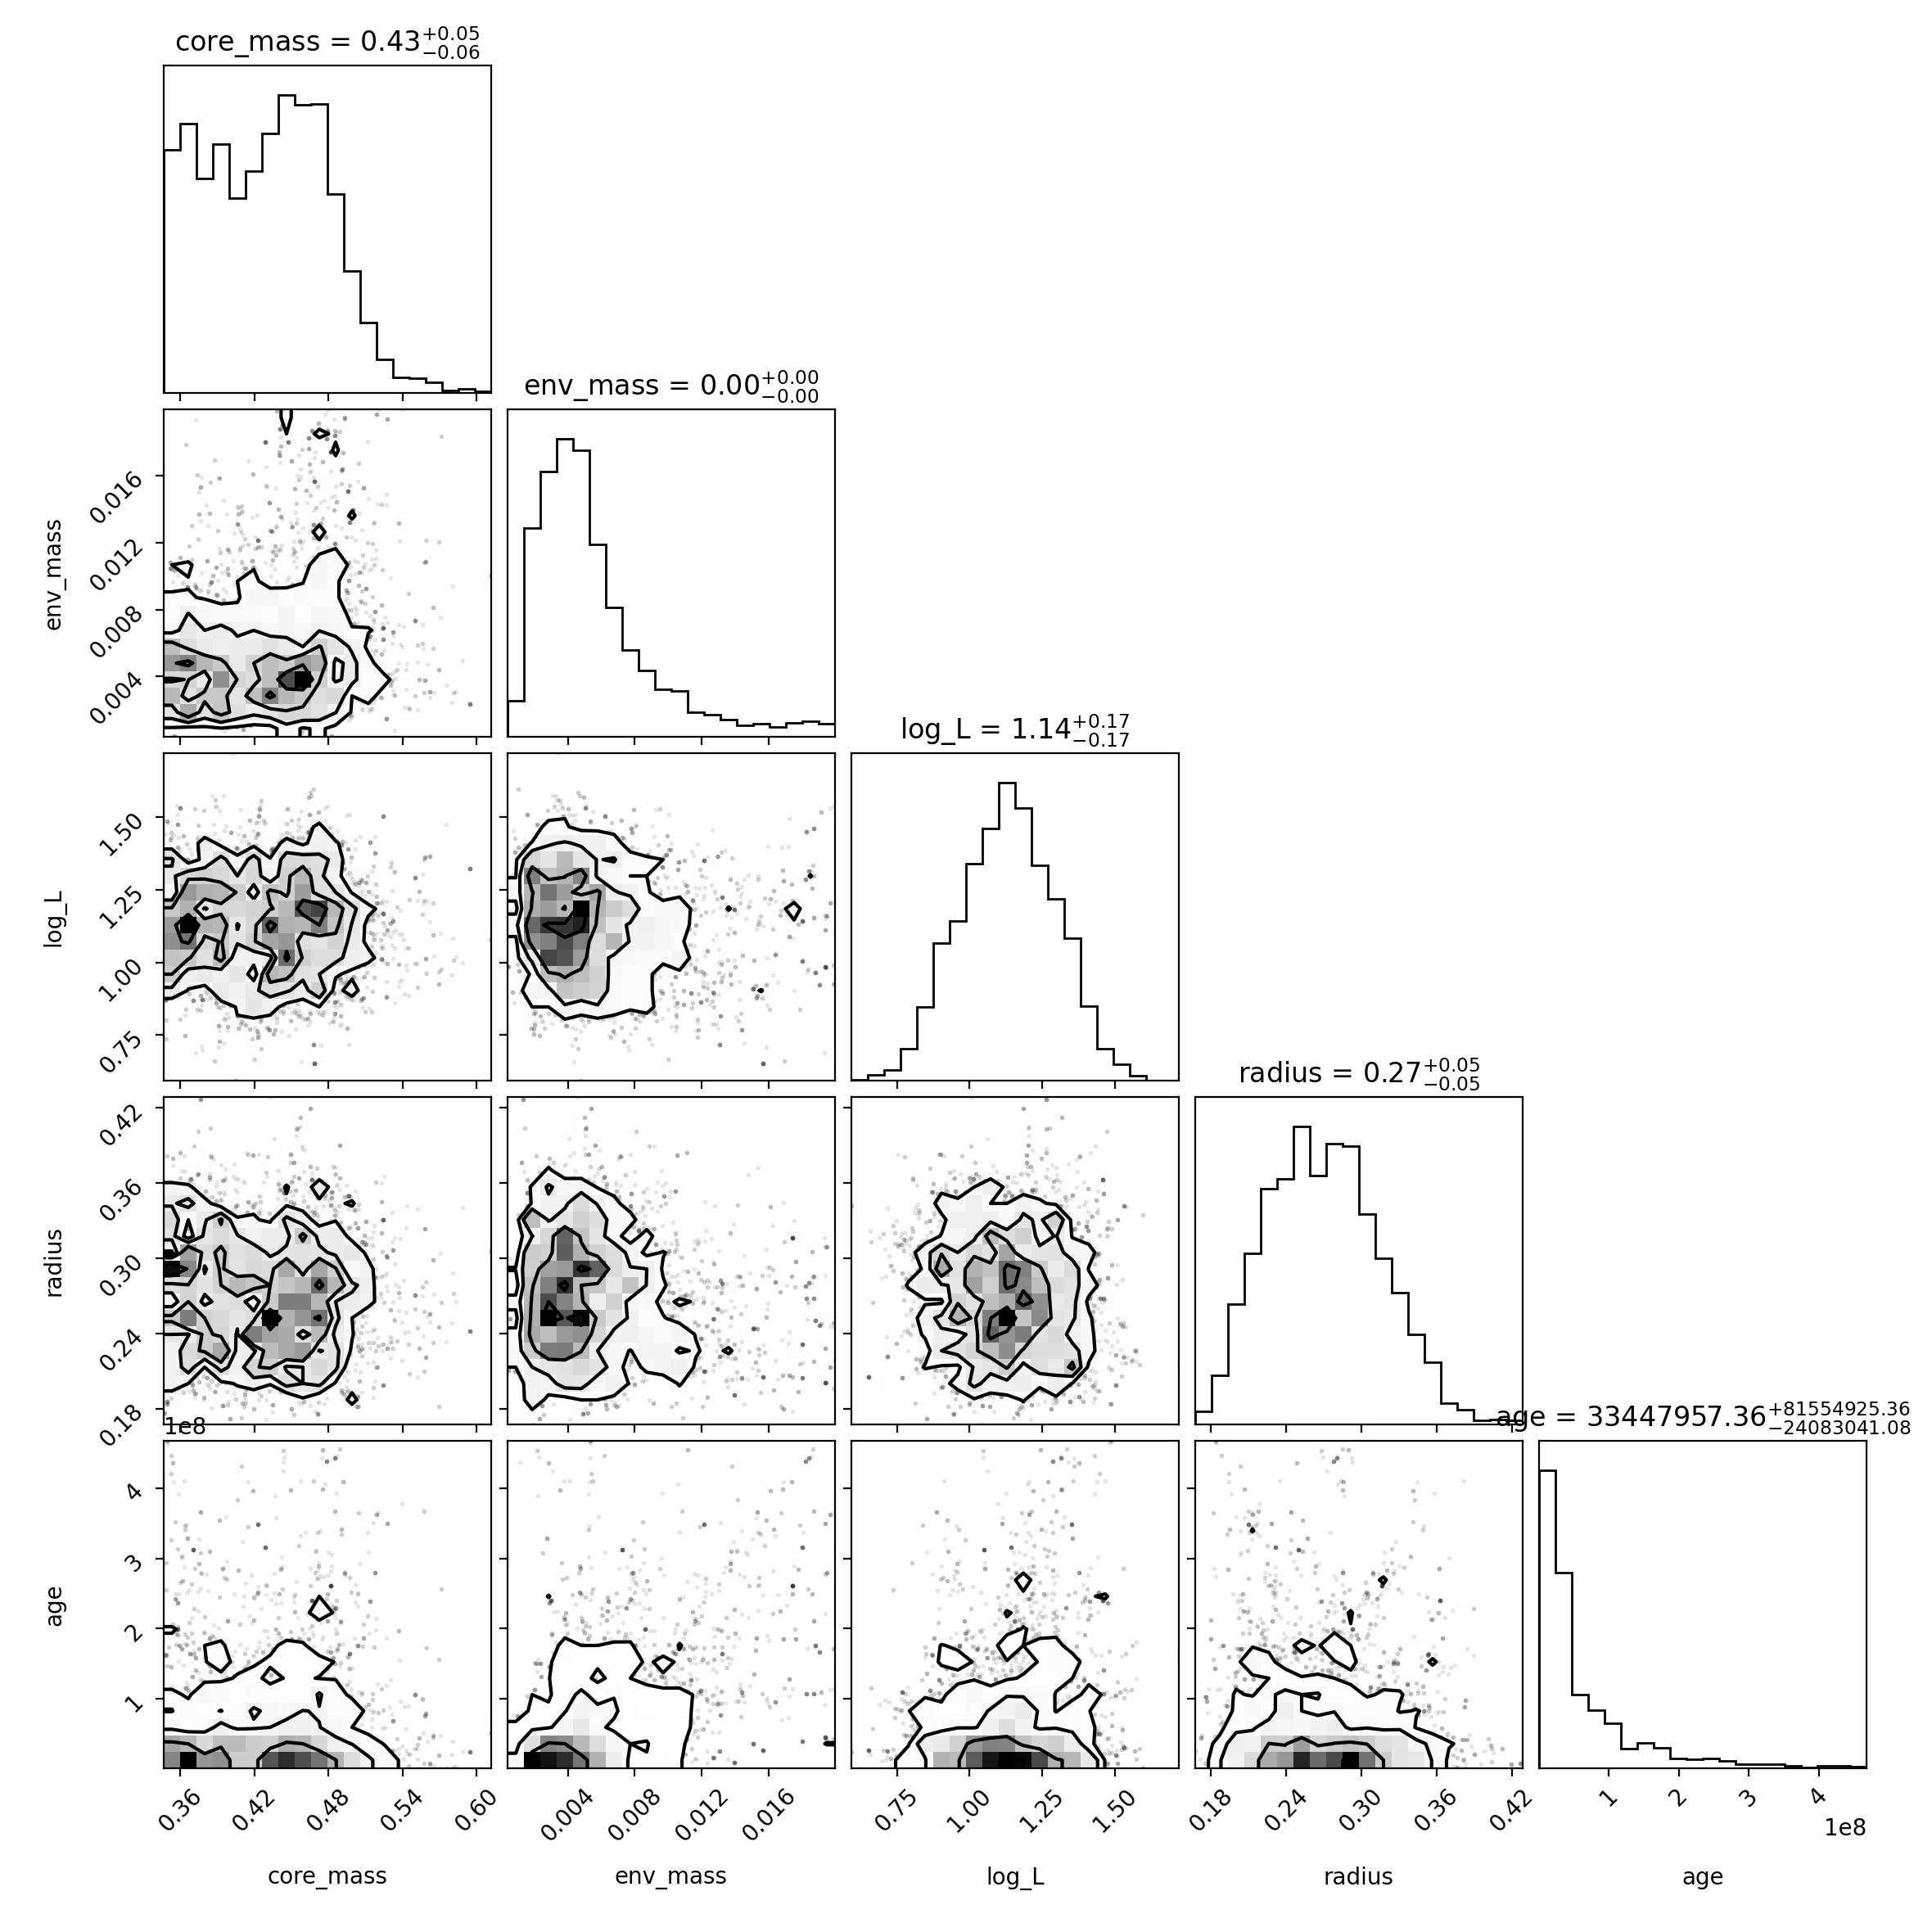 core_mass = 0.43+0.05 −0.06
env_mass = 0.00+0.00 −0.00
env_mass
0.016
0.012
0.008
0.004
log_L = 1.14+0.17 −0.17
log_L
1.50
1.25
1.00
0.75
radius = 0.27+0.05 −0.05
radius
0.42
0.36
0.30
0.24
0.18
1e8
age = 33447957.36+81554925.36 −24083041.08
age
4
3
2
1
0.36 0.42 0.48 0.54 0.60
0.004 0.008 0.012 0.016
0.75 1.00 1.25 1.50
0.18 0.24 0.30 0.36 0.42
1 2 3 4
1e8
core_mass
env_mass
log_L
radius
age